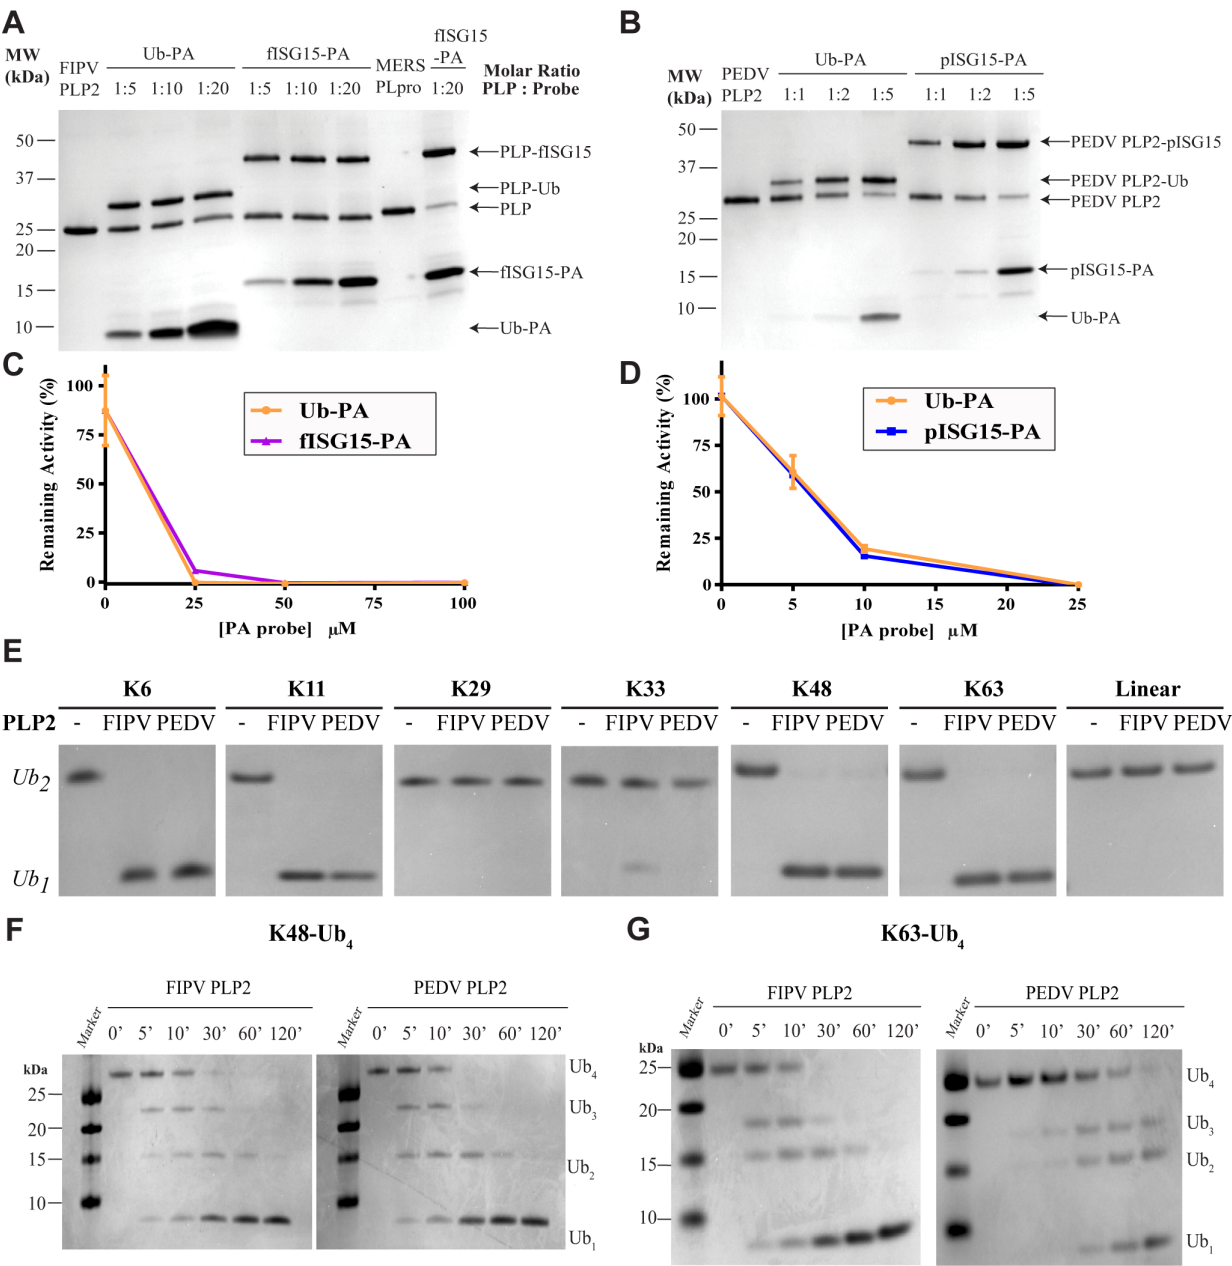 A
MW
(kDa)
FIPV
PLP2
Ub-PA
1:5 1:10 1:20
fISG15-PA
1:5 1:10 1:20
MERS
PLpro
fISG15
-PA
1:20
Molar Ratio
PLP : Probe
50
37
25
20
15
10
PLP-fISG15
PLP-Ub
PLP
fISG15-PA
Ub-PA
B
MW
(kDa)
PEDV
PLP2
Ub-PA
1:1 1:2 1:5
pISG15-PA
1:1 1:2 1:5
50
37
25
20
15
10
PEDV PLP2-pISG15
PEDV PLP2-Ub
PEDV PLP2
pISG15-PA
Ub-PA
C
Remaining Activity (%)
100
75
50
25
0
0 25 50 75 100
[PA probe] μM
Ub-PA
fISG15-PA
D
Remaining Activity (%)
100
75
50
25
0
0 5 10 15 20 25
[PA probe] μM
Ub-PA
pISG15-PA
E
K6 K11 K29 K33 K48 K63 Linear
PLP2 - FIPV PEDV - FIPV PEDV - FIPV PEDV - FIPV PEDV - FIPV PEDV - FIPV PEDV - FIPV PEDV
Ub2
Ub1
F
K48-Ub4
FIPV PLP2 PEDV PLP2
Marker 0’ 5’ 10’ 30’ 60’ 120’ Marker 0’ 5’ 10’ 30’ 60’ 120’
kDa
25
20
15
10
Ub4
Ub3
Ub2
Ub1
G
K63-Ub4
FIPV PLP2 PEDV PLP2
Marker 0’ 5’ 10’ 30’ 60’ 120’ Marker 0’ 5’ 10’ 30’ 60’ 120’
kDa
25
20
15
10
Ub4
Ub3
Ub2
Ub1